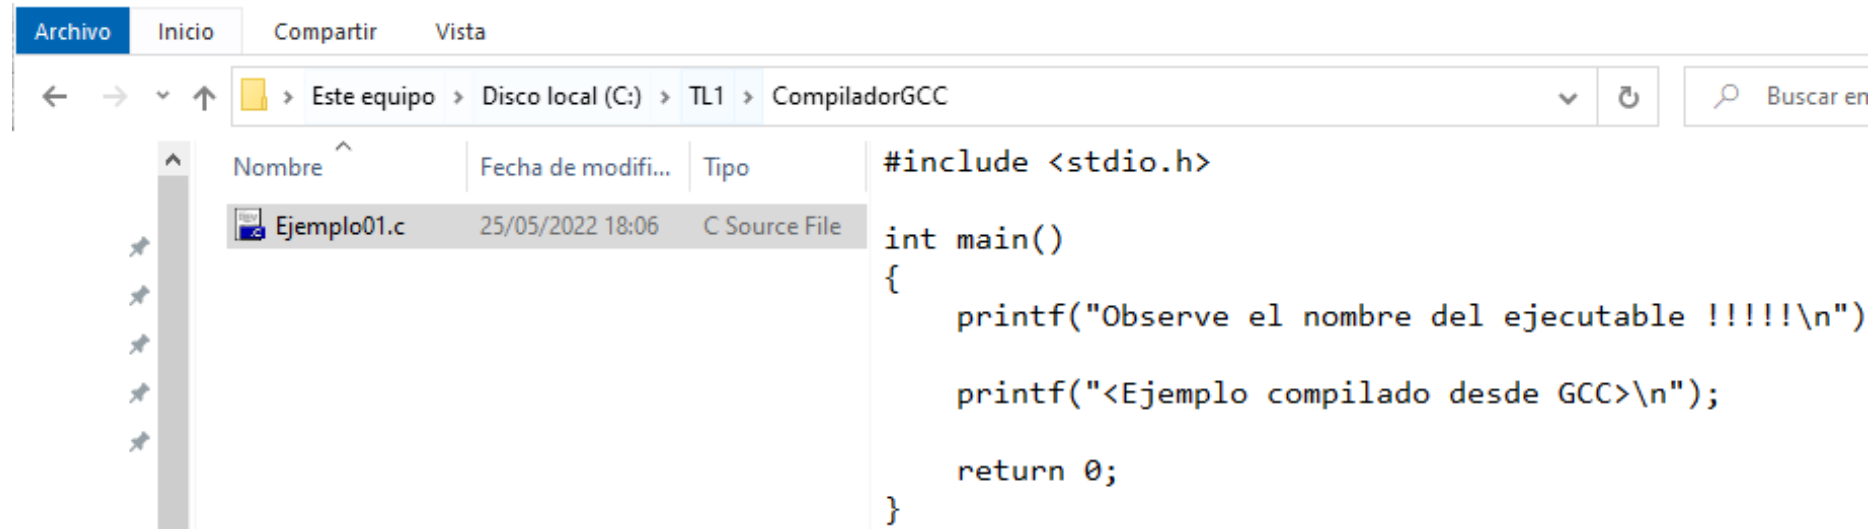 Archivo Inicio Compartir Vista
Este equipo > Disco local (C:) > TL1 > CompiladorGCC
Buscar en
Nombre Fecha de modifi... Tipo
Ejemplo01.c 25/05/2022 18:06 C Source File
#include <stdio.h>
int main()
{
printf("Observe el nombre del ejecutable !!!!!\n")
printf("<Ejemplo compilado desde GCC>\n");
return 0;
}